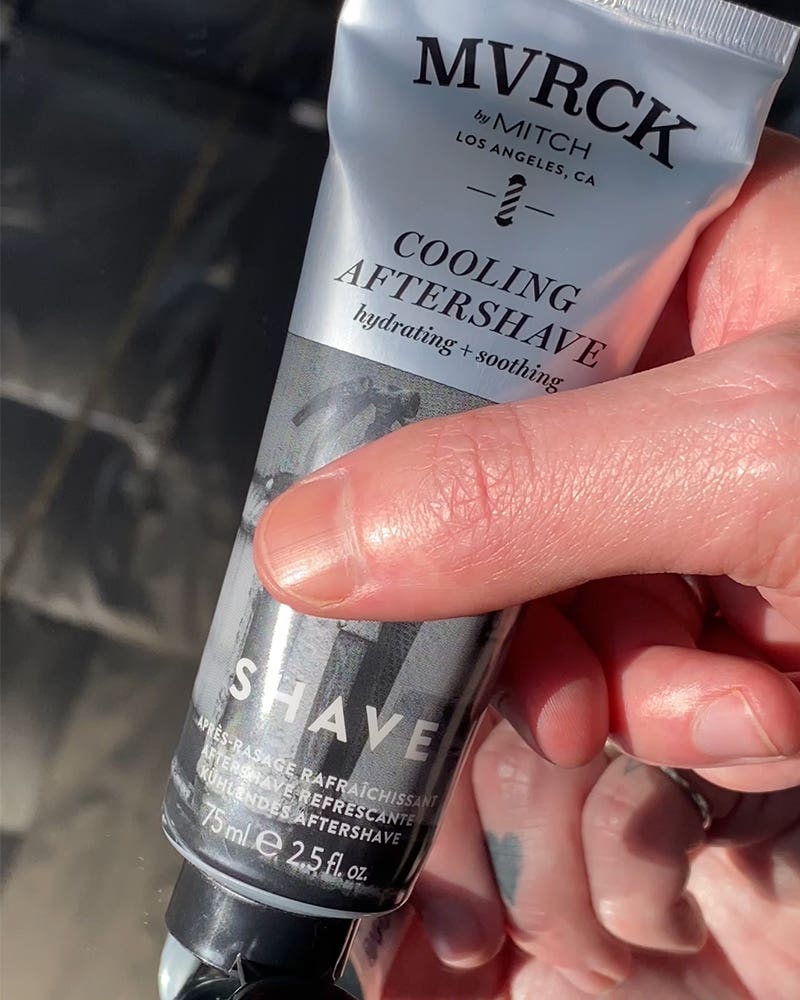 MVRCK
by MITCH
LOS ANGELES, CA
COOLING
AFTERSHAVE
hydrating + soothing
SHAVE
APRÈS-RASAGE RAFRAÎCHISSANT
AFTERSHAVE REFRESCANTE
KÜHLENDES AFTERSHAVE
75 ml e 2.5 fl. oz.